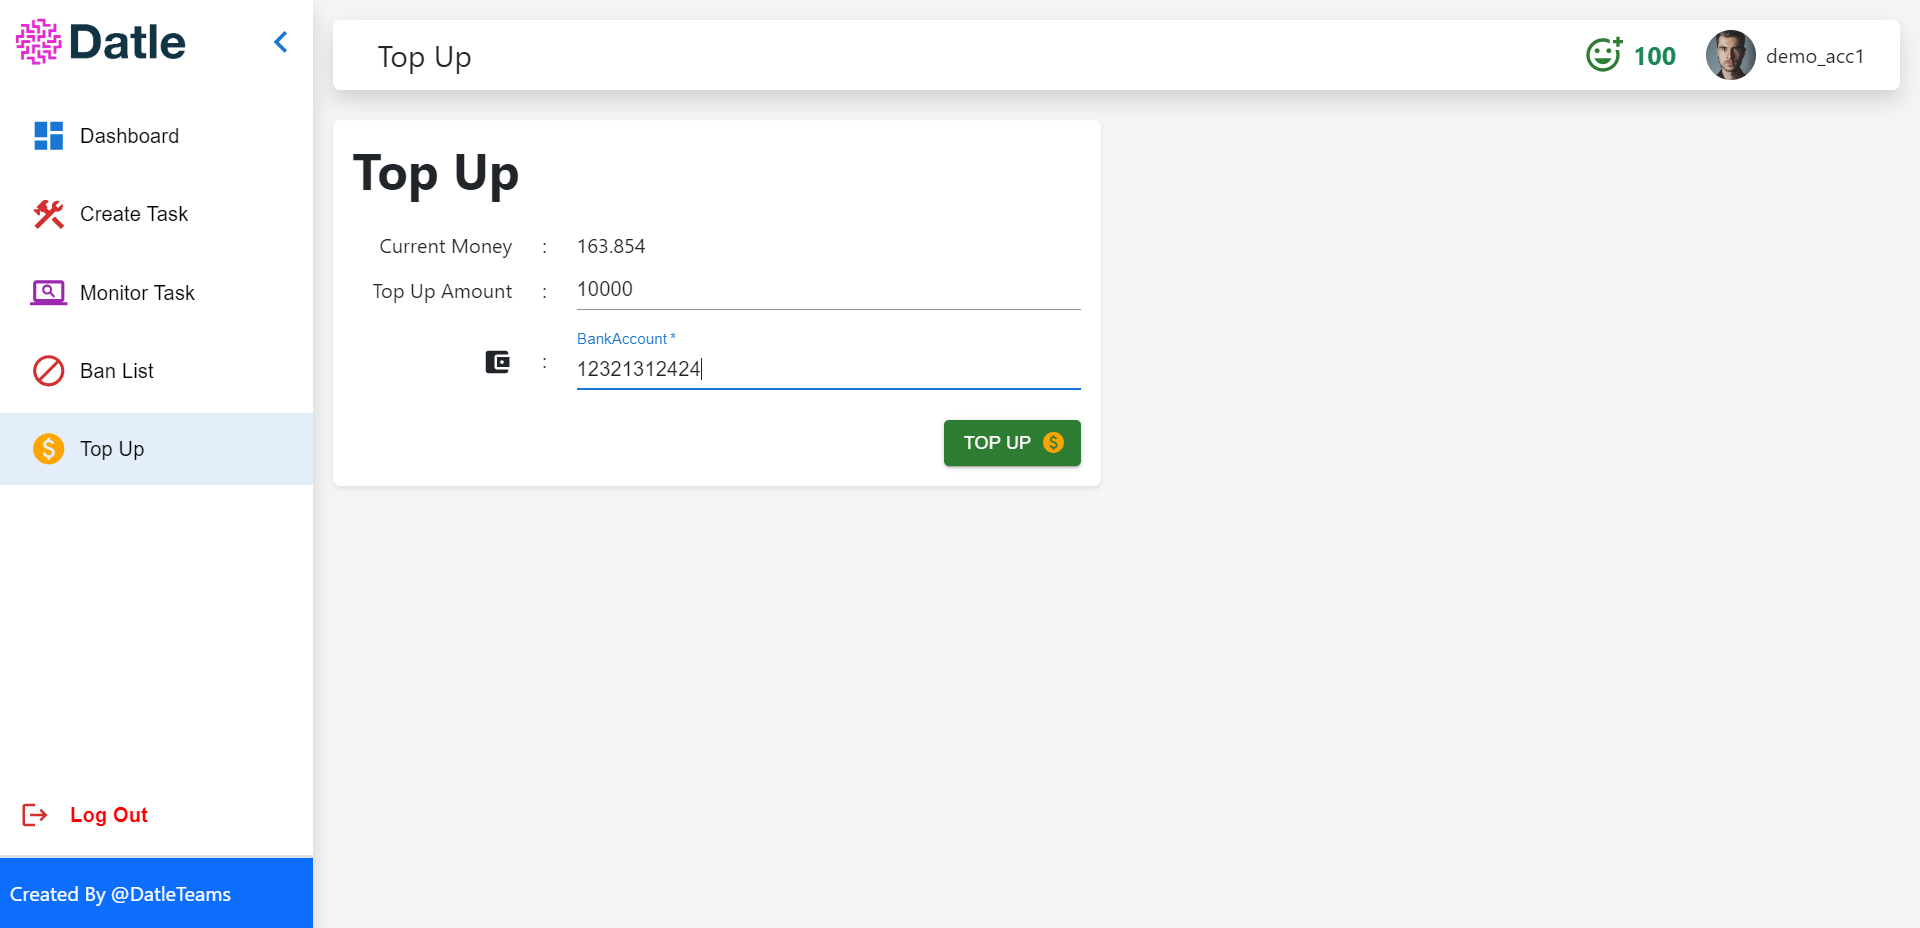 Datle
Dashboard
Create Task
Monitor Task
Ban List
Top Up
Log Out
Created By @DatleTeams
Top Up
100
demo_acc1
Top Up
Current Money : 163.854
Top Up Amount : 10000
BankAccount *
: 12321312424
TOP UP